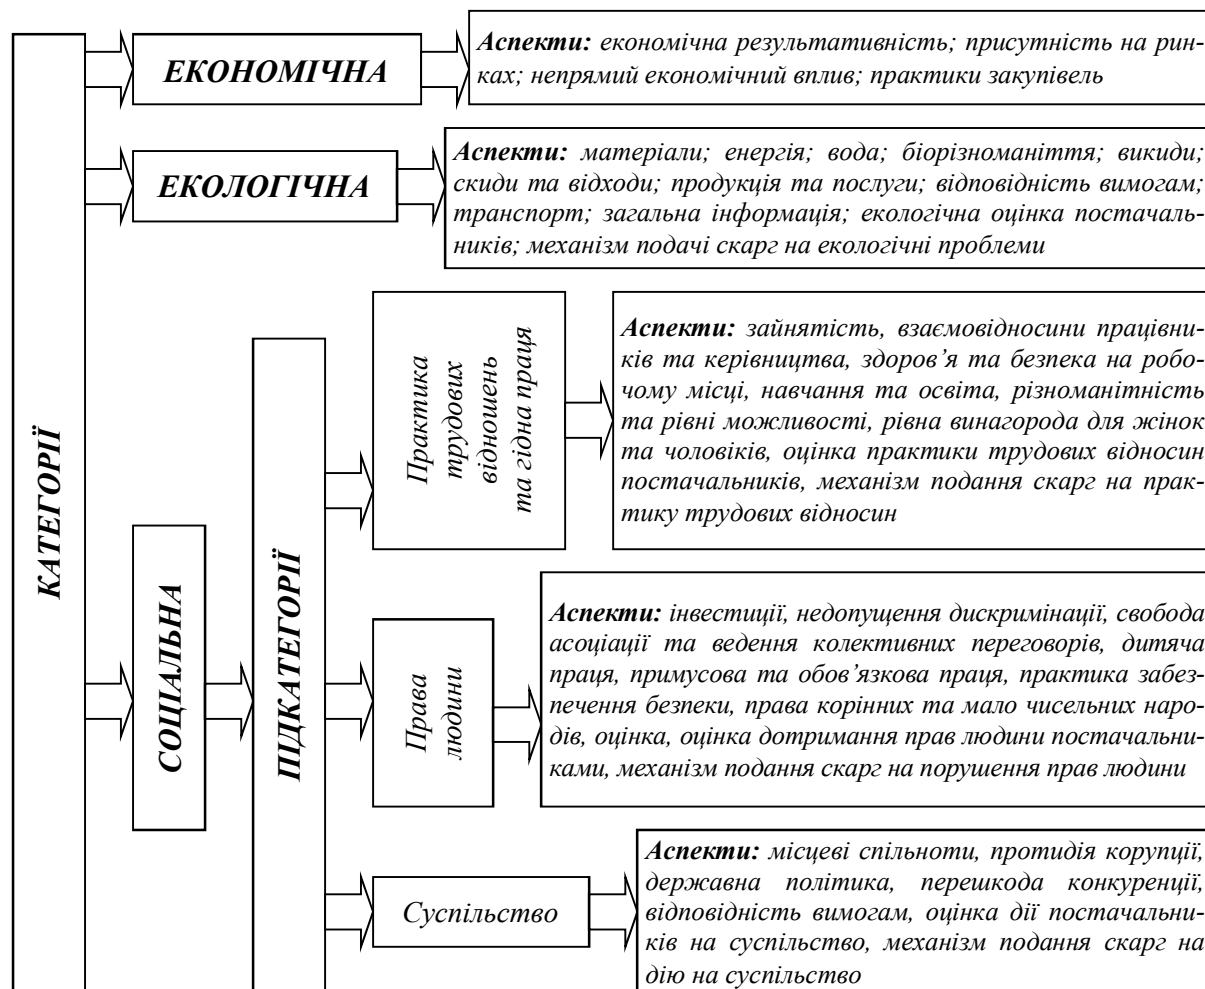 КАТЕГОРІЇ
ЕКОНОМІЧНА
Аспекти: економічна результативність; присутність на рин-
ках; непрямий економічний вплив; практики закупівель
ЕКОЛОГІЧНА
Аспекти: матеріали; енергія; вода; біорізноманіття; викиди;
скиди та відходи; продукція та послуги; відповідність вимогам;
транспорт; загальна інформація; екологічна оцінка постачаль-
ників; механізм подачі скарг на екологічні проблеми
СОЦІАЛЬНА
ПІДКАТЕГОРІЇ
Практика
трудових
відношень
та гідна праця
Аспекти: зайнятість, взаємовідносини працівни-
ків та керівництва, здоров’я та безпека на робо-
чому місці, навчання та освіта, різноманітність
та рівні можливості, рівна винагорода для жінок
та чоловіків, оцінка практики трудових відносин
постачальників, механізм подання скарг на прак-
тику трудових відносин
Права
людини
Аспекти: інвестиції, недопущення дискримінації, свобода
асоціації та ведення колективних переговорів, дитяча
праця, примусова та обов’язкова праця, практика забез-
печення безпеки, права корінних та мало чисельних наро-
дів, оцінка, оцінка дотримання прав людини постачальни-
ками, механізм подання скарг на порушення прав людини
Суспільство
Аспекти: місцеві спільноти, протидія корупції,
державна політика, перешкода конкуренції,
відповідність вимогам, оцінка дії постачальни-
ків на суспільство, механізм подання скарг на
дію на суспільство